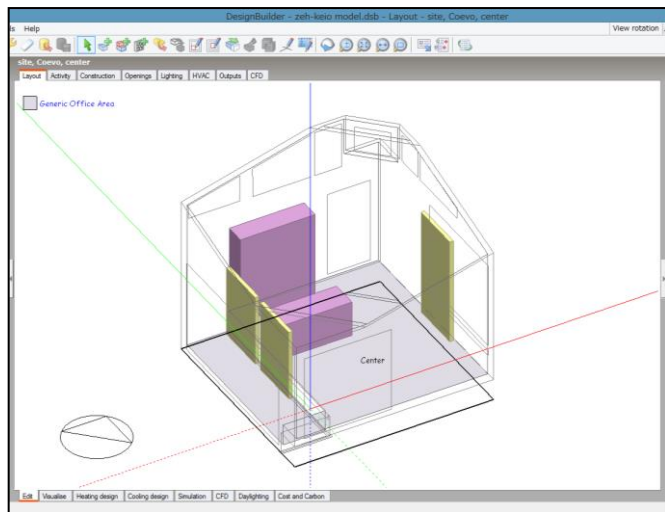 DesignBuilder - zeh-keio model.dsb - Layout - site, Coevo, center
ls Help
View rotation
site, Coevo, center
Layout Activity Construction Openings Lighting HVAC Outputs CFD
Generic Office Area
Center
Edit Visualise Heating design Cooling design Simulation CFD Daylighting Cost and Carbon